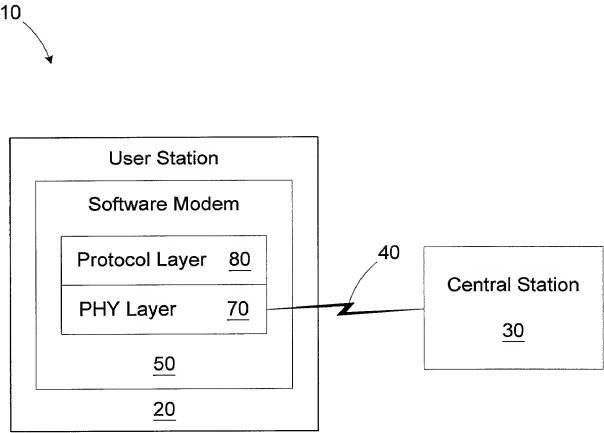 10
User Station
Software Modem
Protocol Layer 80
PHY Layer 70
50
20
40
Central Station
30